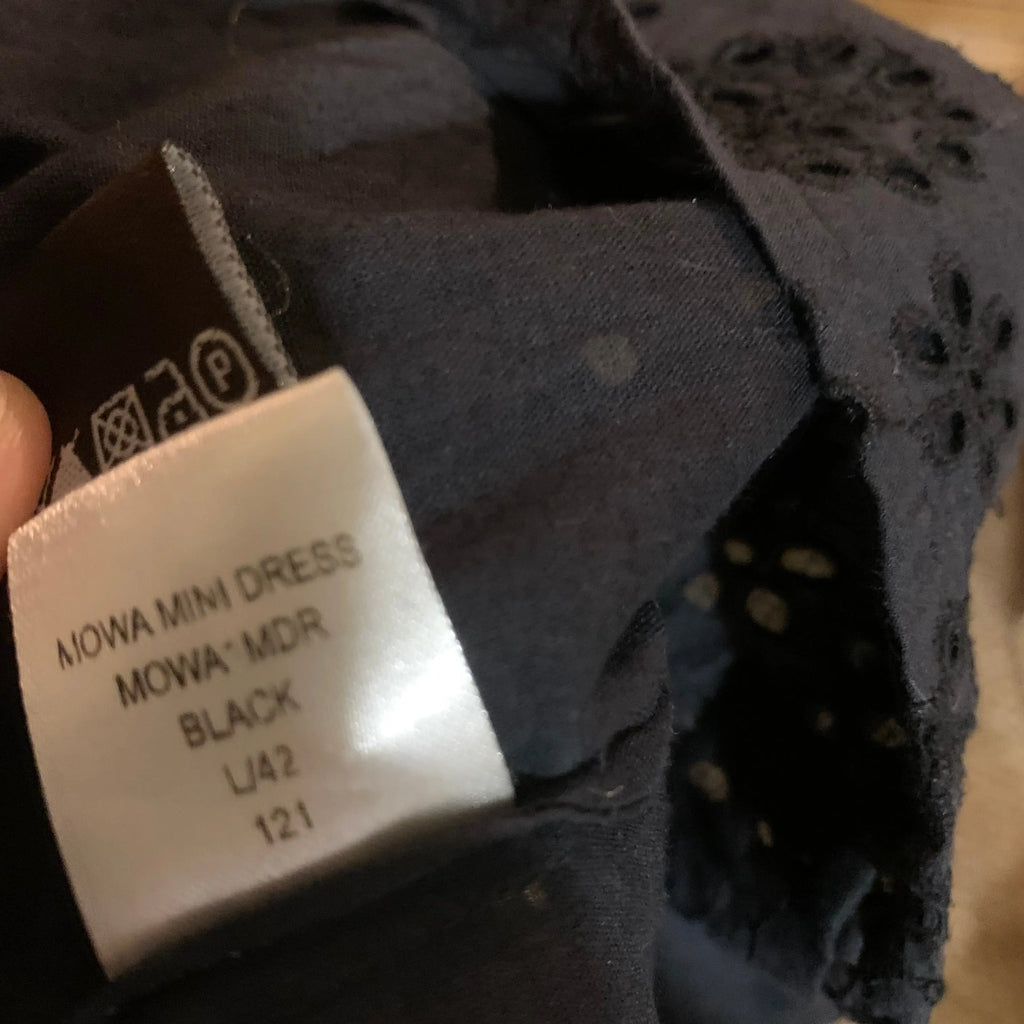 P
MOWA MINI DRESS
MOWA-MDR
BLACK
L/42
121